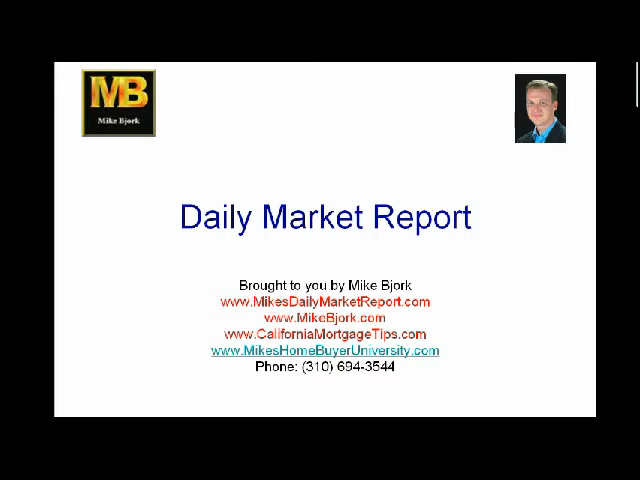 MB
Mike Bjork
Daily Market Report
Brought to you by Mike Bjork
www.MikesDailyMarketReport.com
www.MikeBjork.com
www.CaliforniaMortgageTips.com
www.MikesHomeBuyerUniversity.com
Phone: (310) 694-3544